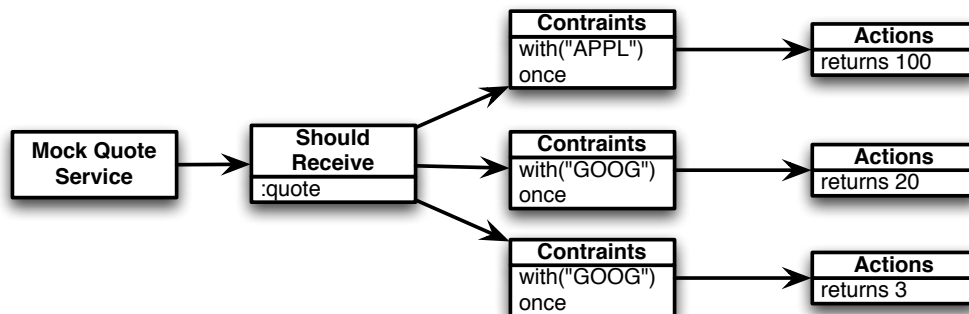 Mock Quote
Service
Should
Receive
:quote
Contraints
with("APPL")
once
Actions
returns 100
Contraints
with("GOOG")
once
Actions
returns 20
Contraints
with("GOOG")
once
Actions
returns 3